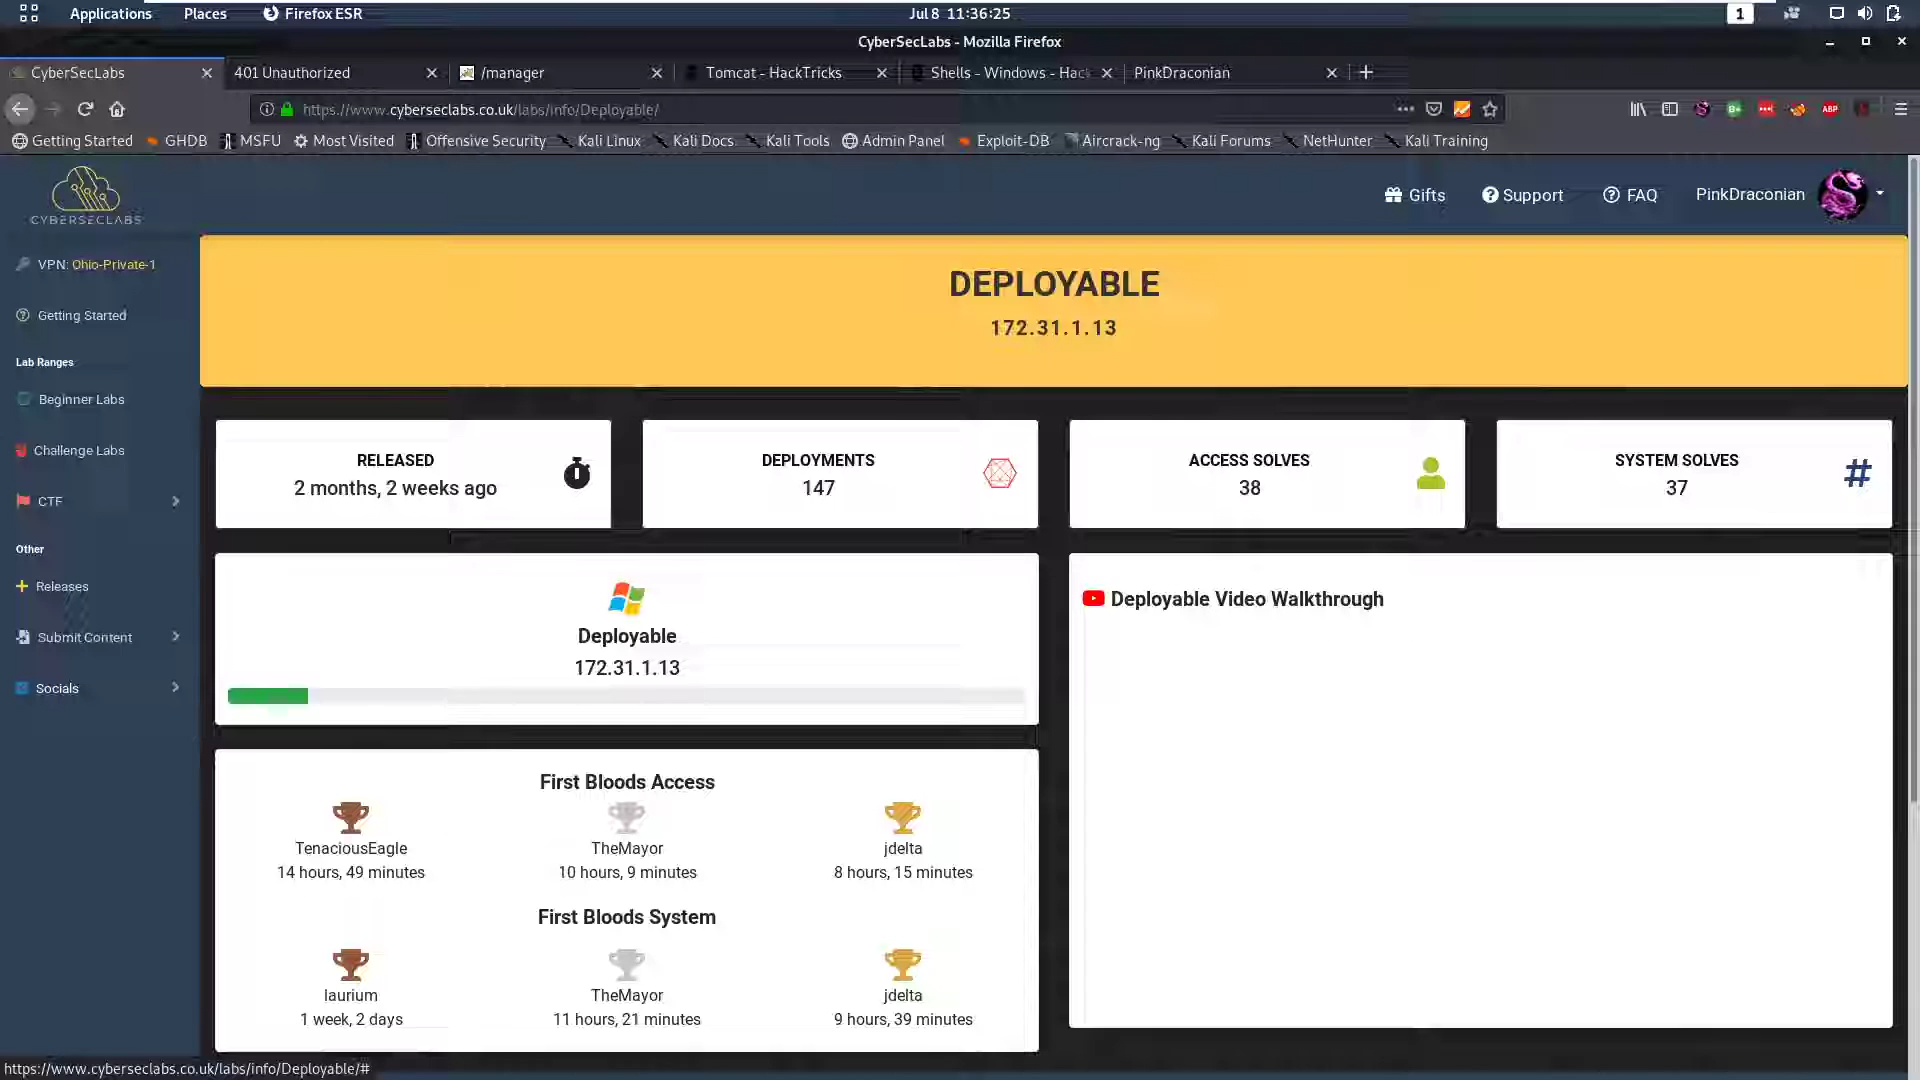 Applications Places Firefox ESR Jul 8 11:36:25 1
CyberSecLabs - Mozilla Firefox
CyberSecLabs 401 Unauthorized /manager Tomcat - HackTricks Shells - Windows - Hac PinkDraconian
https://www.cyberseclabs.co.uk/labs/info/Deployable/ ABP
Getting Started GHDB MSFU Most Visited Offensive Security Kali Linux Kali Docs Kali Tools Admin Panel Exploit-DB Aircrack-ng Kali Forums NetHunter Kali Training
CYBERSECLABS
Gifts Support FAQ PinkDraconian
VPN: Ohio-Private-1
Getting Started
Lab Ranges
Beginner Labs
Challenge Labs
CTF
Other
Releases
Submit Content
Socials
DEPLOYABLE
172.31.1.13
RELEASED
2 months, 2 weeks ago
DEPLOYMENTS
147
ACCESS SOLVES
38
SYSTEM SOLVES
37
#
Deployable
172.31.1.13
Deployable Video Walkthrough
First Bloods Access
TenaciousEagle TheMayor jdelta
14 hours, 49 minutes 10 hours, 9 minutes 8 hours, 15 minutes
First Bloods System
laurium TheMayor jdelta
1 week, 2 days 11 hours, 21 minutes 9 hours, 39 minutes
https://www.cyberseclabs.co.uk/labs/info/Deployable/#